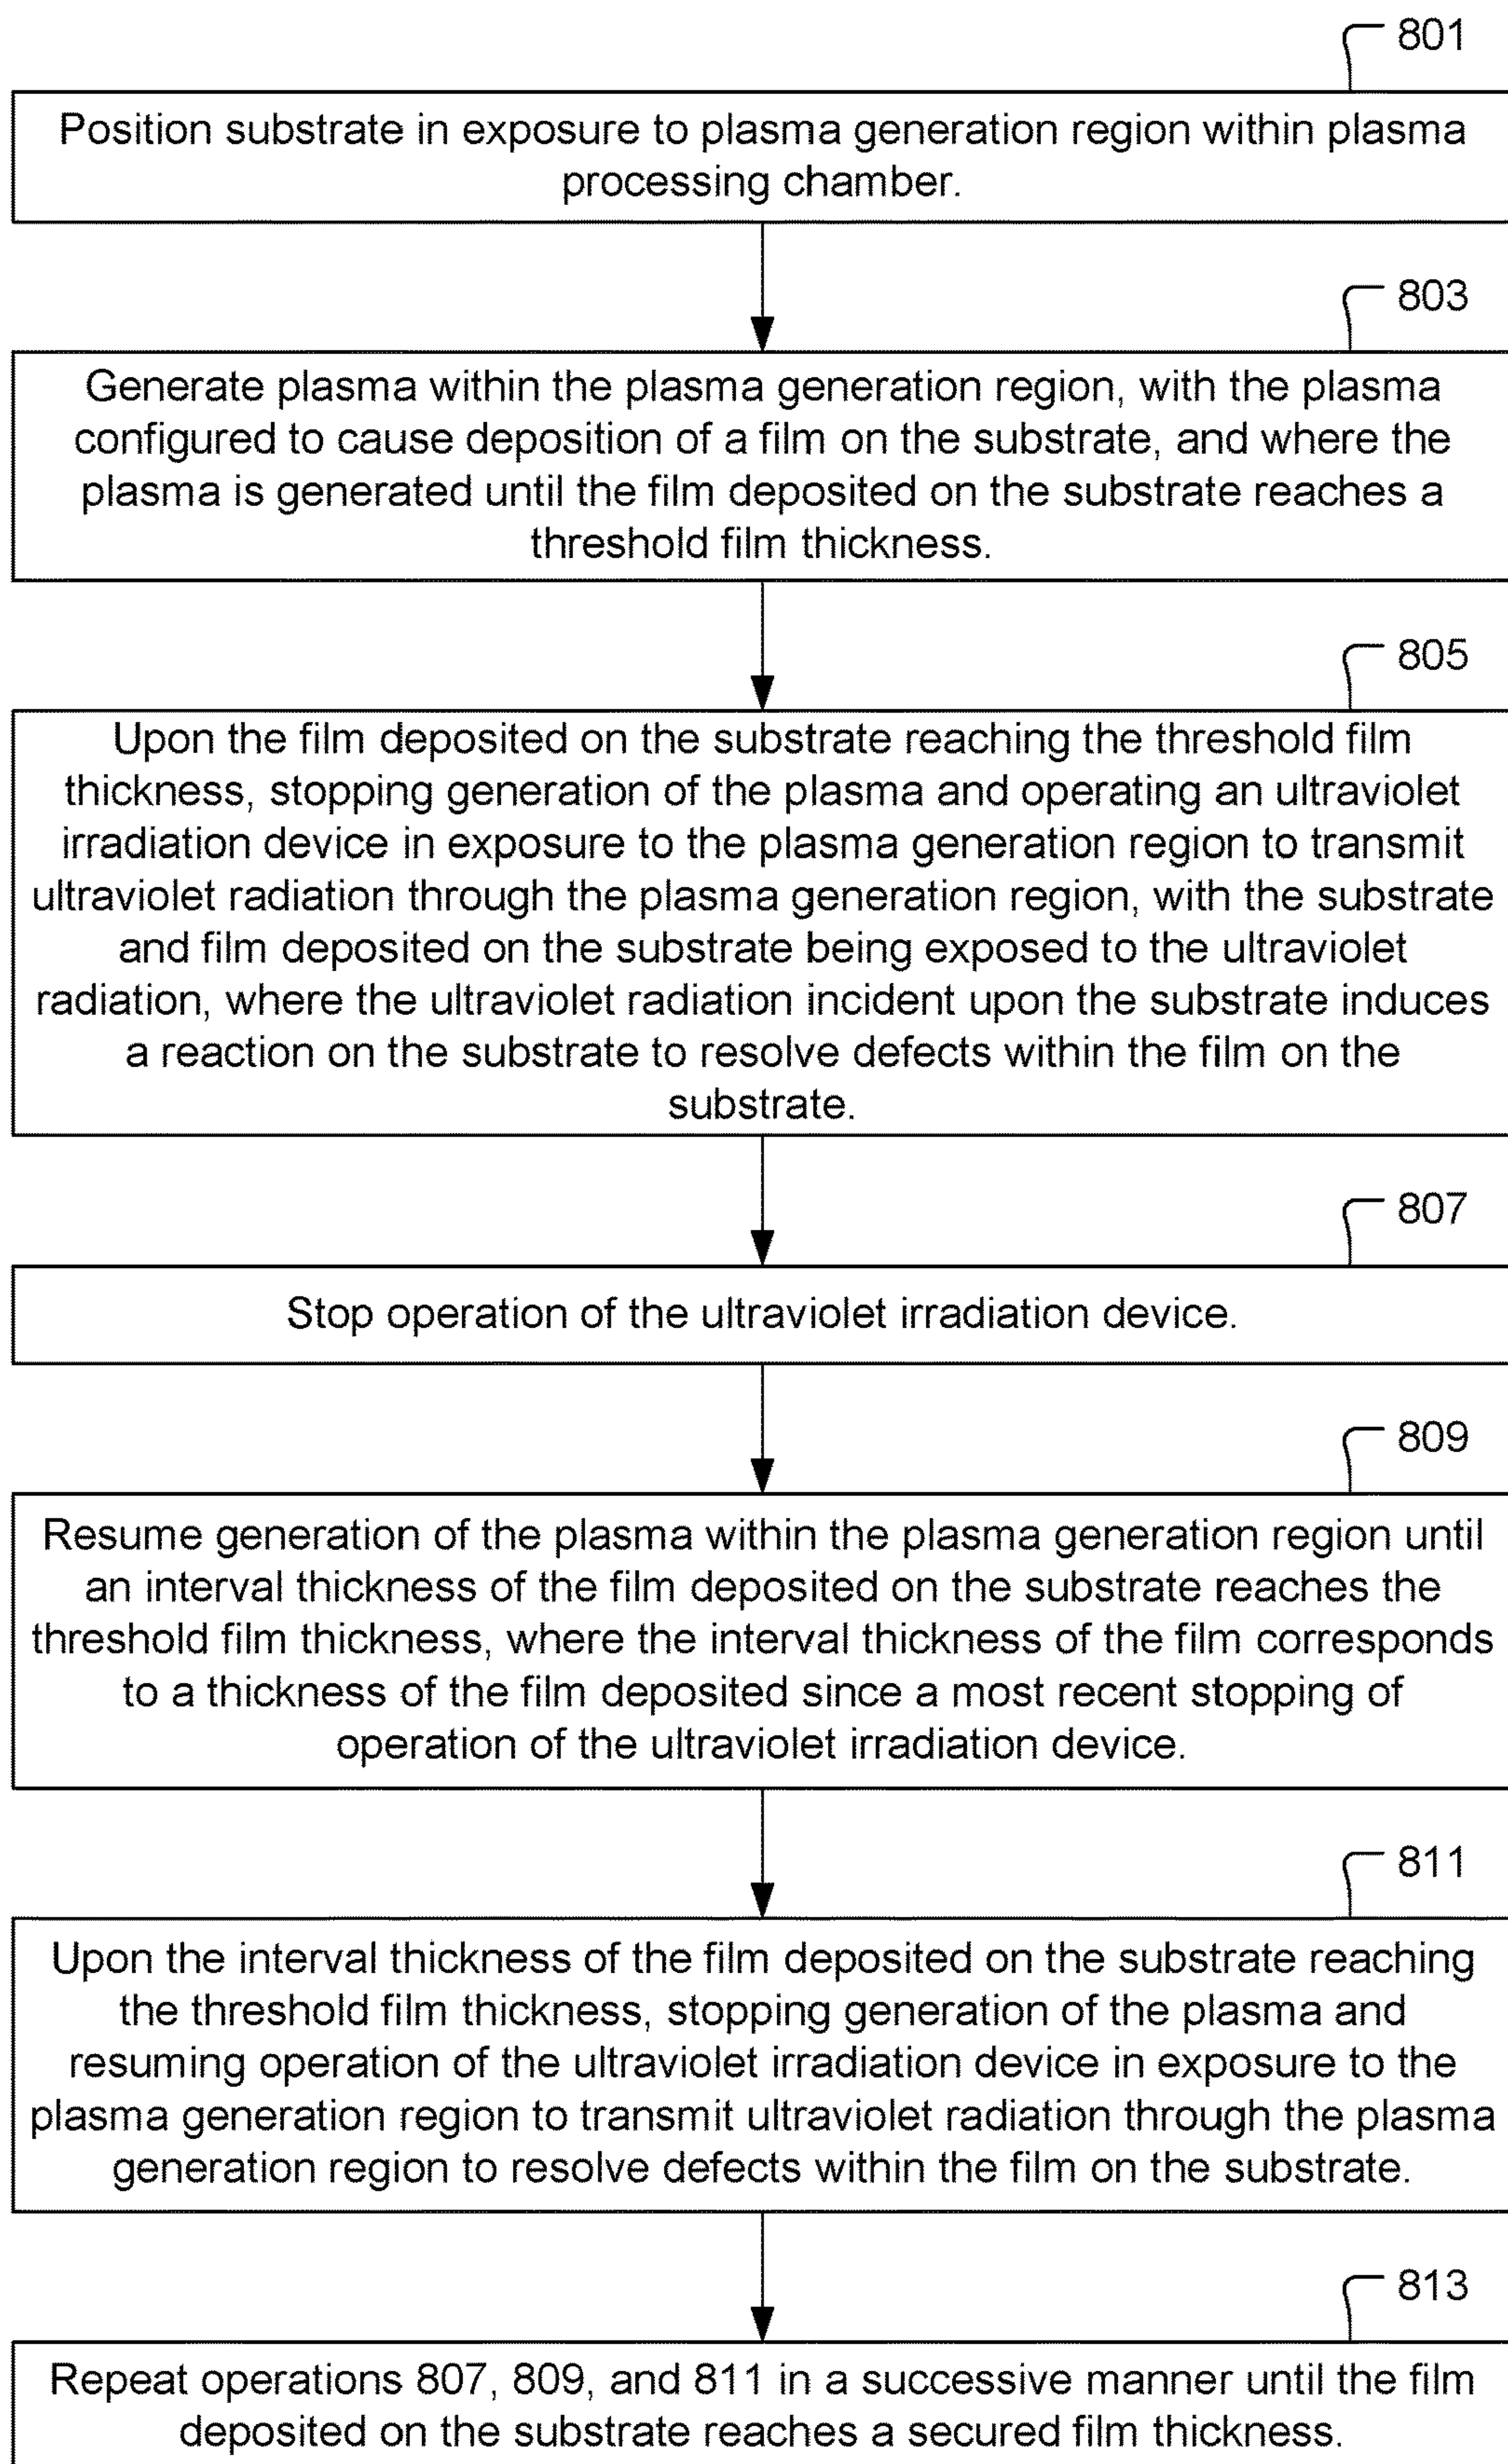 801
Position substrate in exposure to plasma generation region within plasma
processing chamber.
803
Generate plasma within the plasma generation region, with the plasma
configured to cause deposition of a film on the substrate, and where the
plasma is generated until the film deposited on the substrate reaches a
threshold film thickness.
805
Upon the film deposited on the substrate reaching the threshold film
thickness, stopping generation of the plasma and operating an ultraviolet
irradiation device in exposure to the plasma generation region to transmit
ultraviolet radiation through the plasma generation region, with the substrate
and film deposited on the substrate being exposed to the ultraviolet
radiation, where the ultraviolet radiation incident upon the substrate induces
a reaction on the substrate to resolve defects within the film on the
substrate.
807
Stop operation of the ultraviolet irradiation device.
809
Resume generation of the plasma within the plasma generation region until
an interval thickness of the film deposited on the substrate reaches the
threshold film thickness, where the interval thickness of the film corresponds
to a thickness of the film deposited since a most recent stopping of
operation of the ultraviolet irradiation device.
811
Upon the interval thickness of the film deposited on the substrate reaching
the threshold film thickness, stopping generation of the plasma and
resuming operation of the ultraviolet irradiation device in exposure to the
plasma generation region to transmit ultraviolet radiation through the plasma
generation region to resolve defects within the film on the substrate.
813
Repeat operations 807, 809, and 811 in a successive manner until the film
deposited on the substrate reaches a secured film thickness.